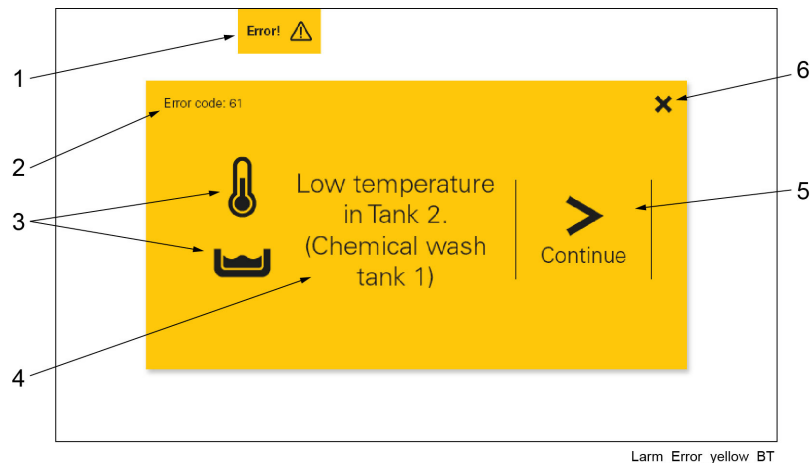 Error!
1
6
Error code: 61
2
Low temperature
in Tank 2.
(Chemical wash
tank 1)
5
3
Continue
4
Larm_Error_yellow_BT